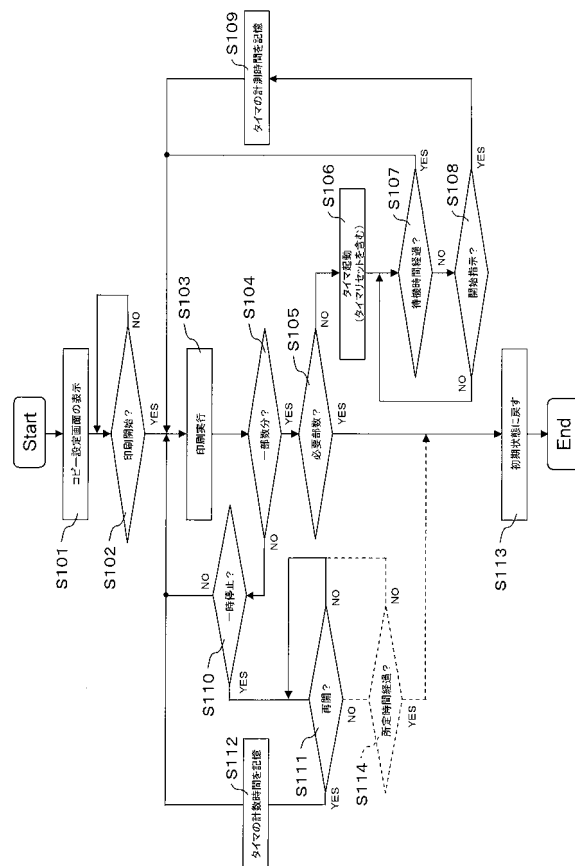 Start
コピー設定画面の表示
S101
印刷開始？
S102
NO
YES
印刷実行
S103
一部数分？
S104
NO
YES
必要部数？
S105
NO
YES
タイマ起動
(タイマリセットを含む)
S106
待機時間経過？
S107
YES
NO
開始指示？
S108
YES
NO
タイマの計測時間を記憶
S109
一時停止？
S110
NO
YES
再開？
S111
NO
NO
YES
タイマの計数時間を記憶
S112
所定時間経過？
S114
NO
YES
初期状態に戻す
S113
End